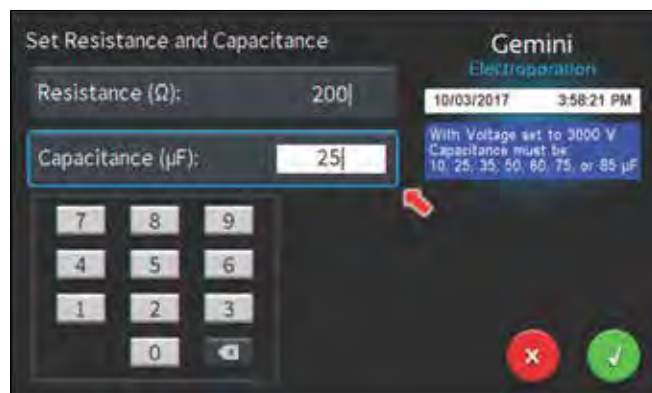 Set Resistance and Capacitance
Gemini
Electroporation
Resistance (Ω): 200
10/03/2017 3:58:21 PM
With Voltage set to 3000 V
Capacitance must be
10, 25, 35, 50, 60, 75, or 85 µF
Capacitance (µF): 25
7 8 9
4 5 6
1 2 3
0